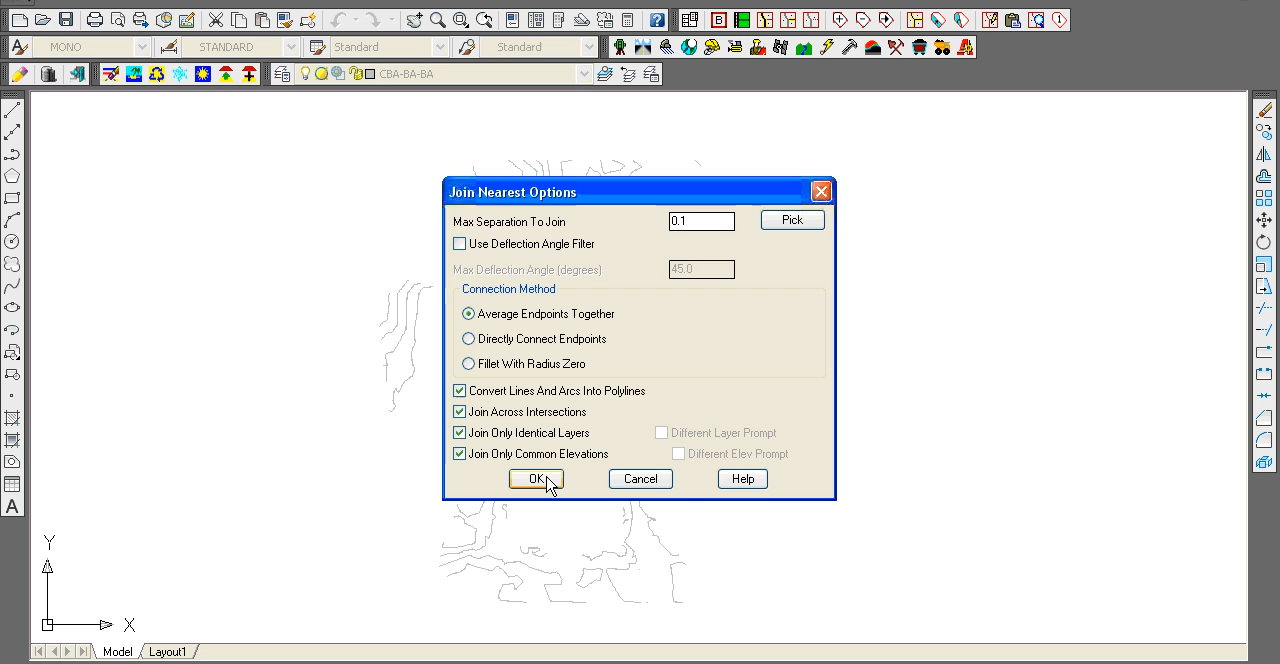 MONO STANDARD Standard Standard
CBA-BA-BA
Join Nearest Options
Max Separation To Join 0.1 Pick
Use Deflection Angle Filter
Max Deflection Angle (degrees) 45.0
Connection Method
Average Endpoints Together
Directly Connect Endpoints
Fillet With Radius Zero
Convert Lines And Arcs Into Polylines
Join Across Intersections
Join Only Identical Layers Different Layer Prompt
Join Only Common Elevations Different Elev Prompt
OK Cancel Help
Y
X
Model Layout1